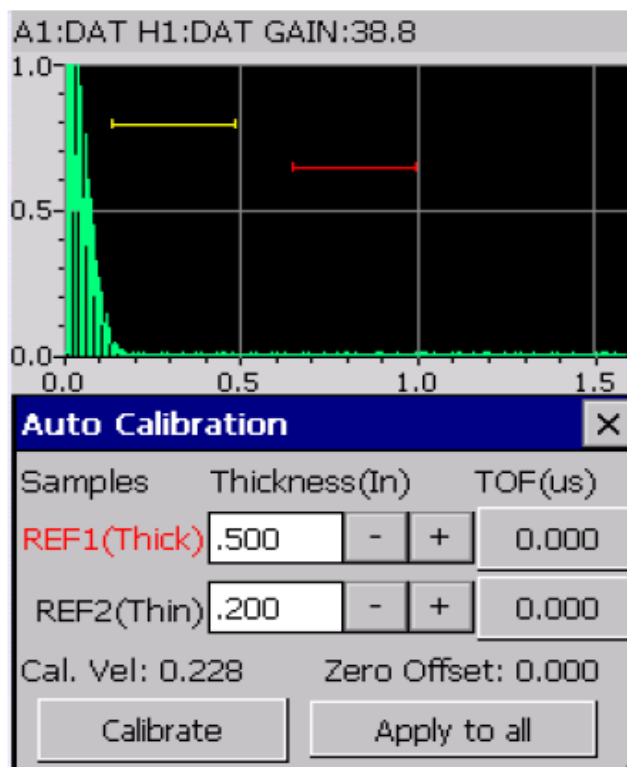 A1:DAT H1:DAT GAIN:38.8
1.0
0.5
0.0
0.0 0.5 1.0 1.5
Auto Calibration ×
Samples Thickness(In) TOF(us)
REF1(Thick) .500 - + 0.000
REF2(Thin) .200 - + 0.000
Cal. Vel: 0.228 Zero Offset: 0.000
Calibrate Apply to all